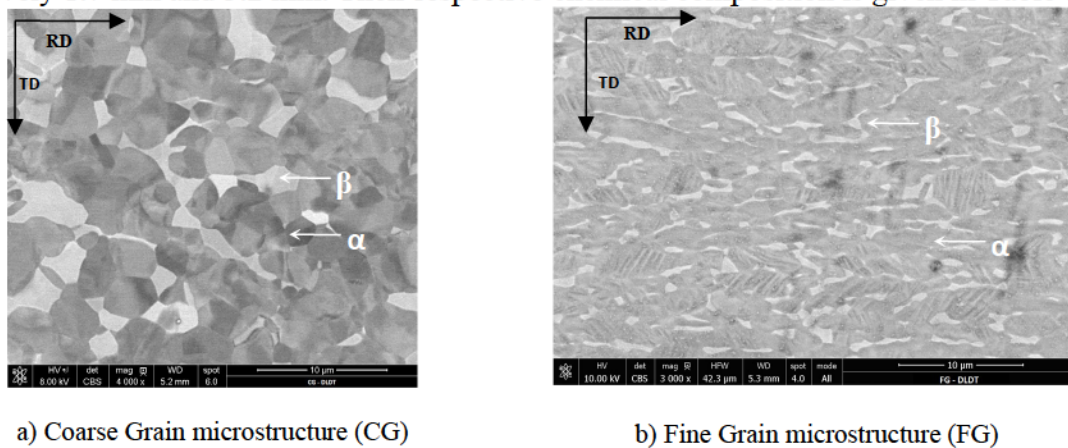 RD
TD
β
α
HV
det
mag
WD
spot
10 μm
8.00 kV
CBS
4 000 x
5.2 mm
6.0
CG - DLDT
RD
TD
β
α
HV
det
mag
HFW
WD
spot
mode
10 μm
10.00 kV
CBS
3 000 x
42.3 μm
5.3 mm
4.0
All
FG - DLDT
a) Coarse Grain microstructure (CG)
b) Fine Grain microstructure (FG)